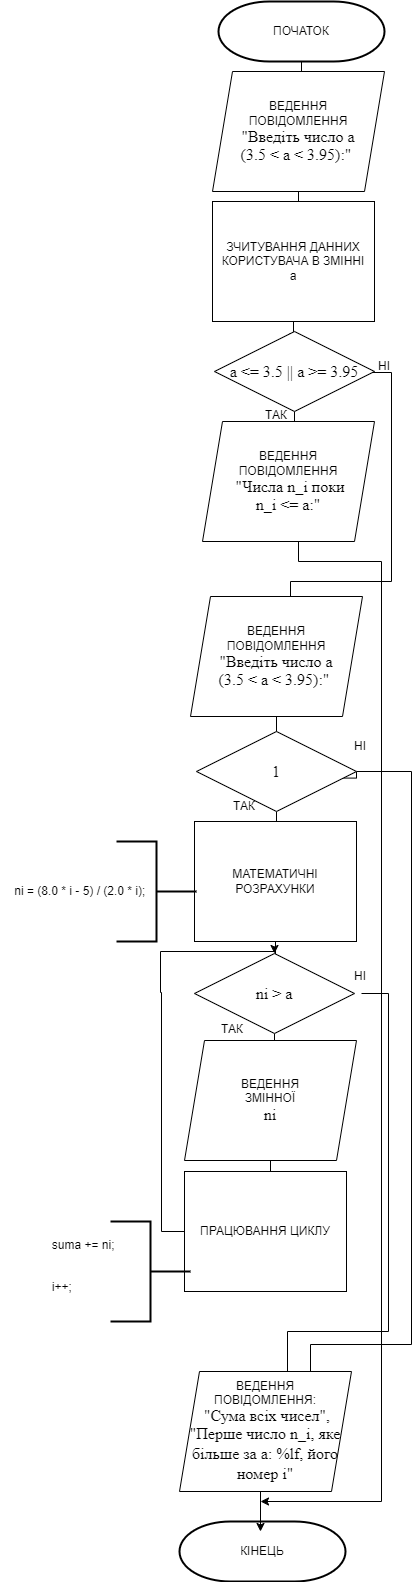 ПОЧАТОК
ВЕДЕННЯ
ПОВІДОМЛЕННЯ
"Введіть число a
(3.5 < a < 3.95):"
ЗЧИТУВАННЯ ДАННИХ
КОРИСТУВАЧА В ЗМІННІ
а
a <= 3.5 || a >= 3.95
НІ
ТАК
ВЕДЕННЯ
ПОВІДОМЛЕННЯ
"Числа n_i поки
n_i <= a:"
ВЕДЕННЯ
ПОВІДОМЛЕННЯ
"Введіть число a
(3.5 < a < 3.95):"
НІ
1
ТАК
МАТЕМАТИЧНІ
РОЗРАХУНКИ
ni = (8.0 * i - 5) / (2.0 * i);
НІ
ni > a
ТАК
ВЕДЕННЯ
ЗМІННОЇ
ni
ПРАЦЮВАННЯ ЦИКЛУ
suma += ni;
i++;
ВЕДЕННЯ
ПОВІДОМЛЕННЯ:
"Сума всіх чисел",
"Перше число n_i, яке
більше за a: %lf, його
номер i"
КІНЕЦЬ